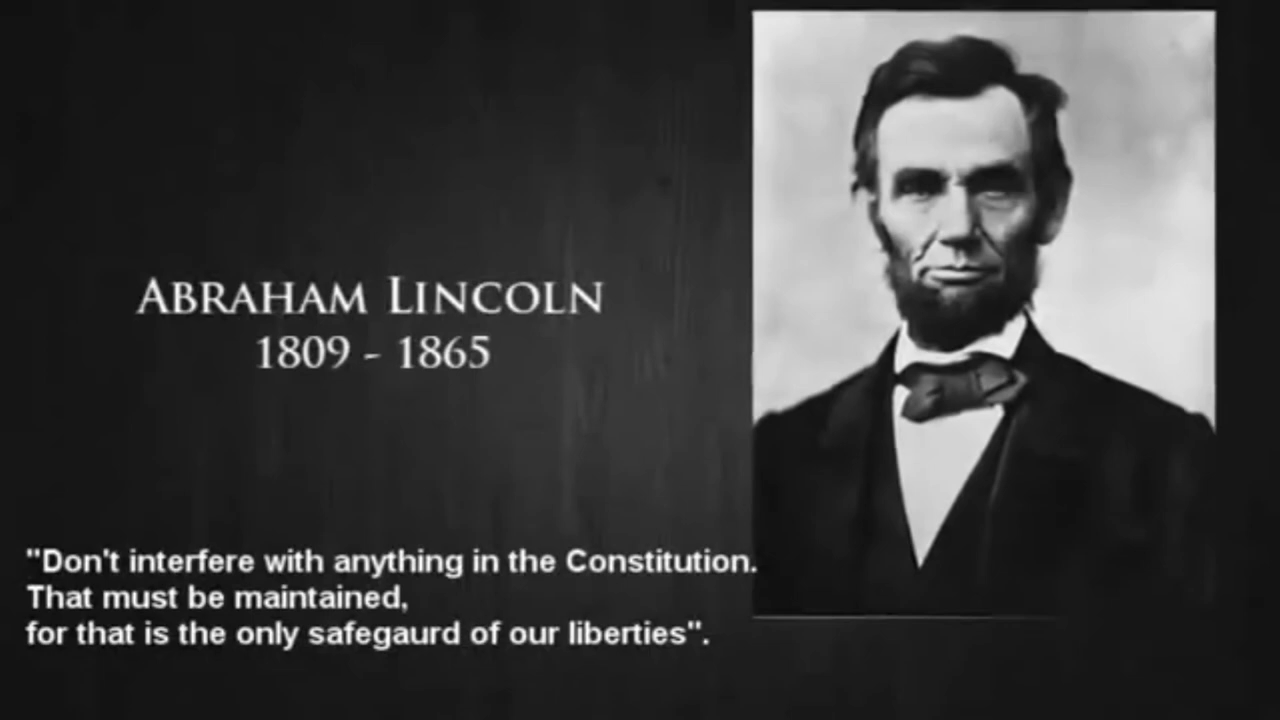 ABRAHAM LINCOLN
1809 - 1865
"Don't interfere with anything in the Constitution.
That must be maintained,
for that is the only safegaurd of our liberties".